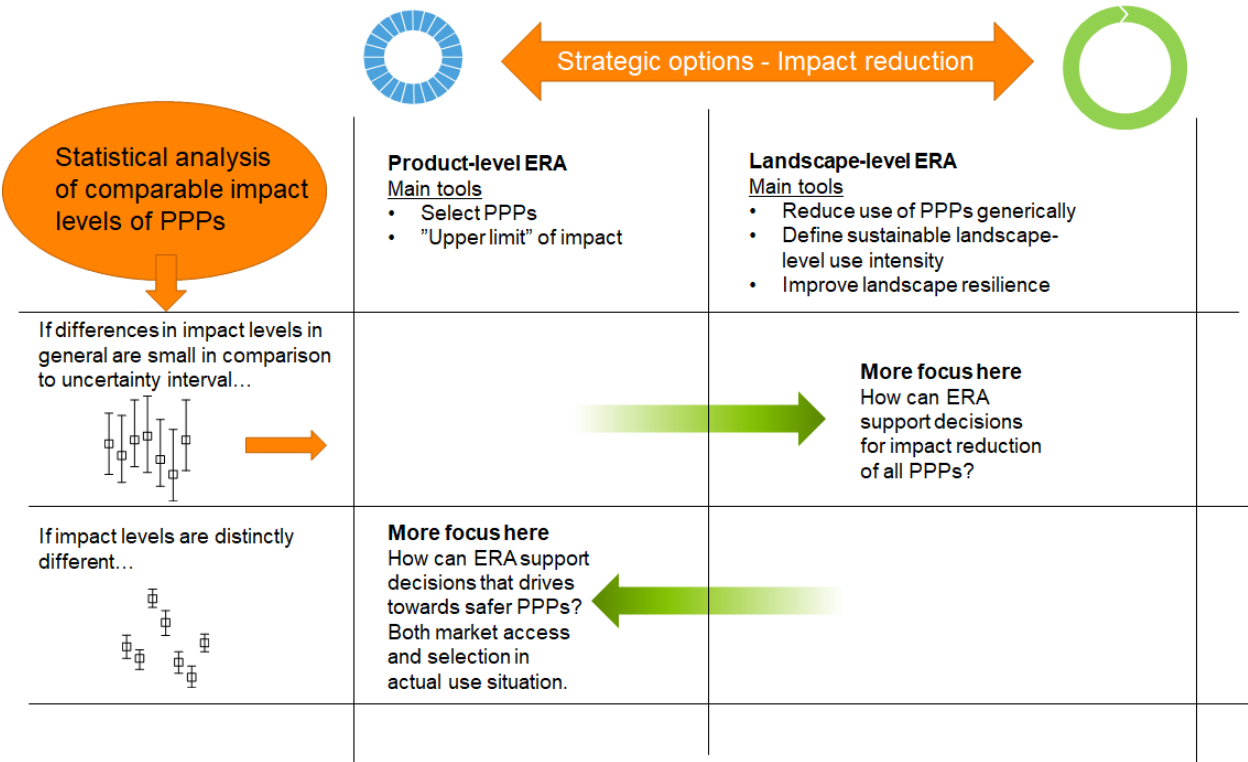 Strategic options - Impact reduction
Statistical analysis
of comparable impact
levels of PPPs
Product-level ERA
Main tools
• Select PPPs
• ”Upper limit” of impact
Landscape-level ERA
Main tools
• Reduce use of PPPs generically
• Define sustainable landscape-
level use intensity
• Improve landscape resilience
If differences in impact levels in
general are small in comparison
to uncertainty interval…
More focus here
How can ERA
support decisions
for impact reduction
of all PPPs?
If impact levels are distinctly
different…
More focus here
How can ERA support
decisions that drives
towards safer PPPs?
Both market access
and selection in
actual use situation.